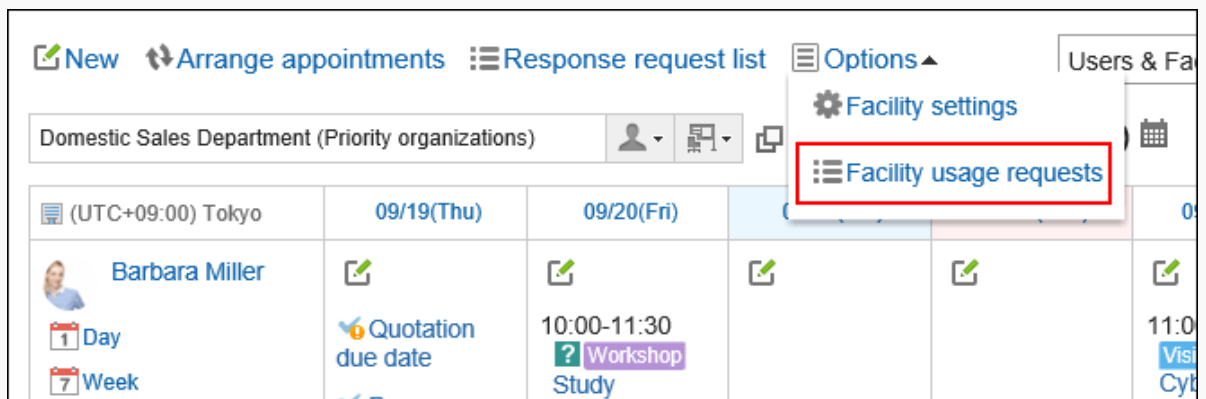 New Arrange appointments Response request list Options Users & Fa
Facility settings
Domestic Sales Department (Priority organizations)
Facility usage requests
(UTC+09:00) Tokyo 09/19(Thu) 09/20(Fri)
Barbara Miller
Day
Week
Quotation
due date
10:00-11:30
? Workshop
Study
11:0
Visi
Cyb